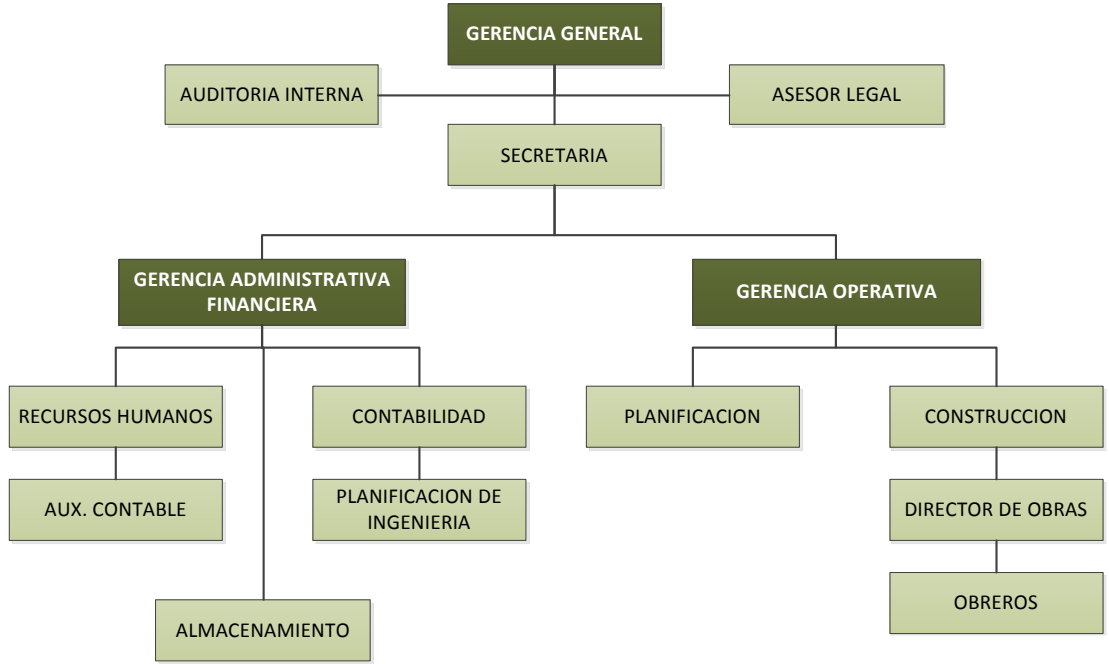 GERENCIA GENERAL
AUDITORIA INTERNA
ASESOR LEGAL
SECRETARIA
GERENCIA ADMINISTRATIVA
FINANCIERA
GERENCIA OPERATIVA
RECURSOS HUMANOS
CONTABILIDAD
PLANIFICACION
CONSTRUCCION
AUX. CONTABLE
PLANIFICACION DE
INGENIERIA
DIRECTOR DE OBRAS
ALMACENAMIENTO
OBREROS